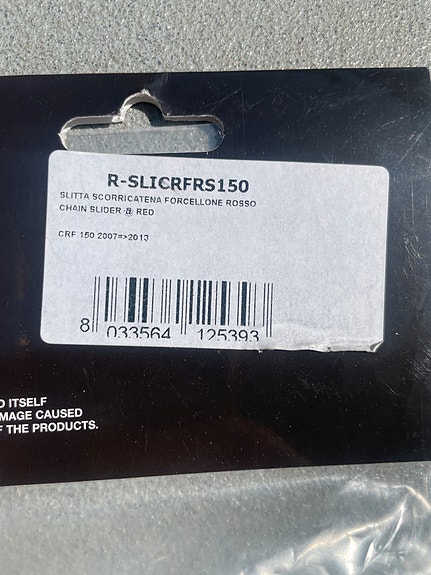 R-SLICRFRS150
SLITTA SCORRICATENA FORCELLONE ROSSO
CHAIN SLIDER @ RED
CRF 150 2007=>2013
8 033564 125393
D ITSELF
MAGE CAUSED
F THE PRODUCTS.